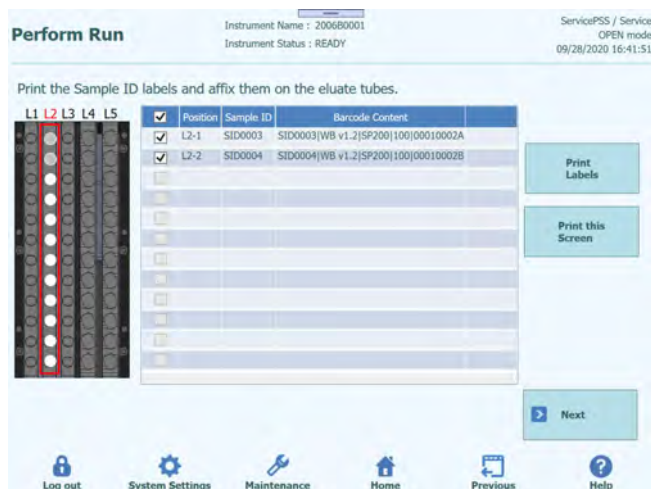 Perform Run
Instrument Name : 2006B0001
Instrument Status : READY
ServicePSS / Service
OPEN mode
09/28/2020 16:41:51
Print the Sample ID labels and affix them on the eluate tubes.
L1 L2 L3 L4 L5
Position Sample ID Barcode Content
L2-1 SID0003 SID0003|WB v1.2|SP200|100|00010002A
L2-2 SID0004 SID0004|WB v1.2|SP200|100|00010002B
Print
Labels
Print this
Screen
Next
Log out System Settings Maintenance Home Previous Help